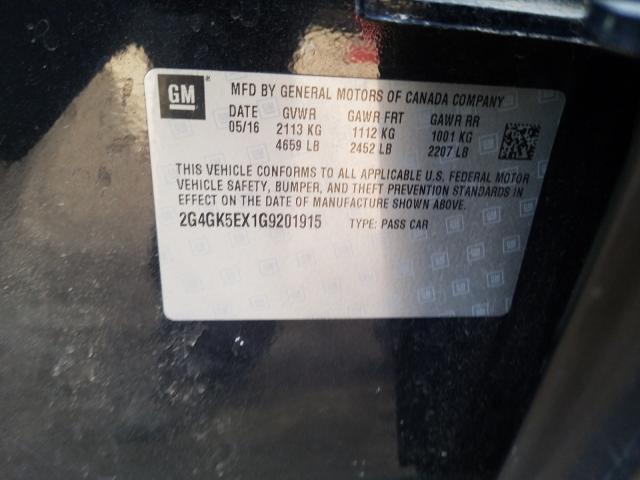 GM
MFD BY GENERAL MOTORS OF CANADA COMPANY
DATE GVWR GAWR FRT GAWR RR
05/16 2113 KG 1112 KG 1001 KG
4659 LB 2452 LB 2207 LB
THIS VEHICLE CONFORMS TO ALL APPLICABLE U.S. FEDERAL MOTOR
VEHICLE SAFETY, BUMPER, AND THEFT PREVENTION STANDARDS IN
EFFECT ON THE DATE OF MANUFACTURE SHOWN ABOVE.
2G4GK5EX1G9201915 TYPE: PASS CAR